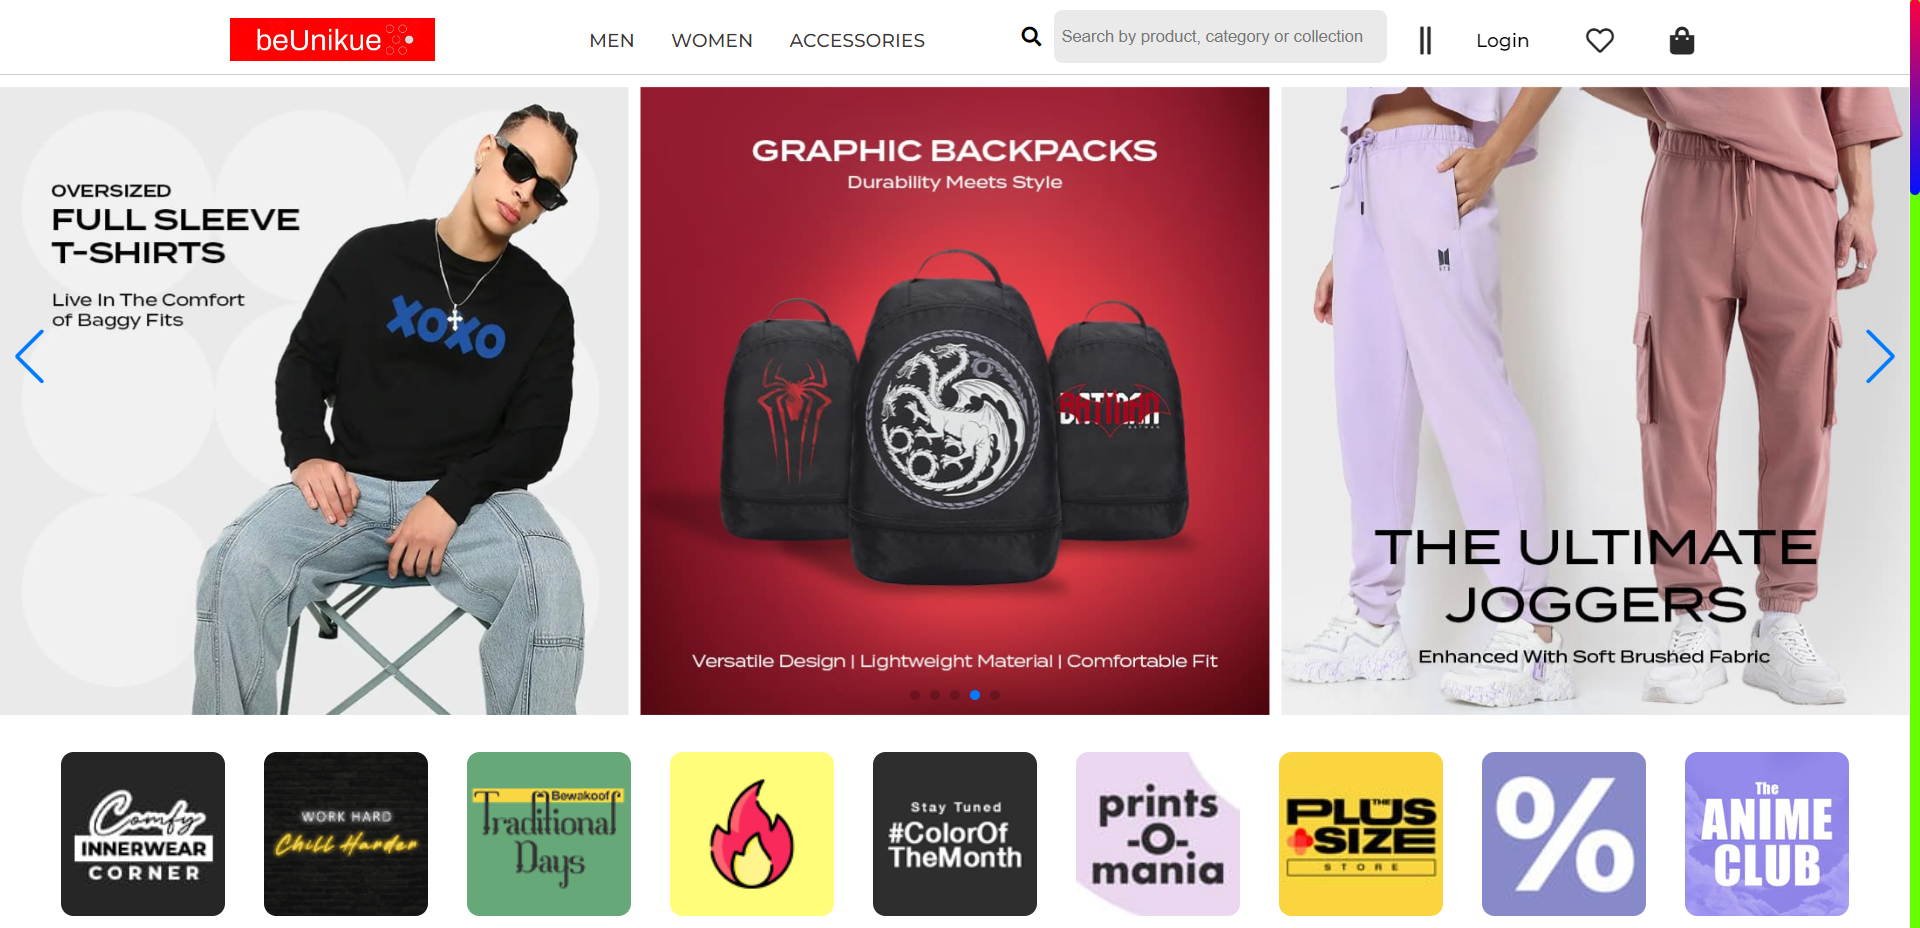 beUnikue
MEN
WOMEN
ACCESSORIES
Search by product, category or collection
Login
OVERSIZED
FULL SLEEVE
T-SHIRTS
Live In The Comfort
of Baggy Fits
XOXO
GRAPHIC BACKPACKS
Durability Meets Style
BATMAN
BATMAN
Versatile Design | Lightweight Material | Comfortable Fit
BTS
THE ULTIMATE
JOGGERS
Enhanced With Soft Brushed Fabric
Comfy
INNERWEAR
CORNER
WORK HARD
Chill Harder
Bewakoof
Traditional
Days
Stay Tuned
#ColorOf
TheMonth
prints
-O-
mania
THE
PLUS
+SIZE
STORE
%
The
ANIME
CLUB